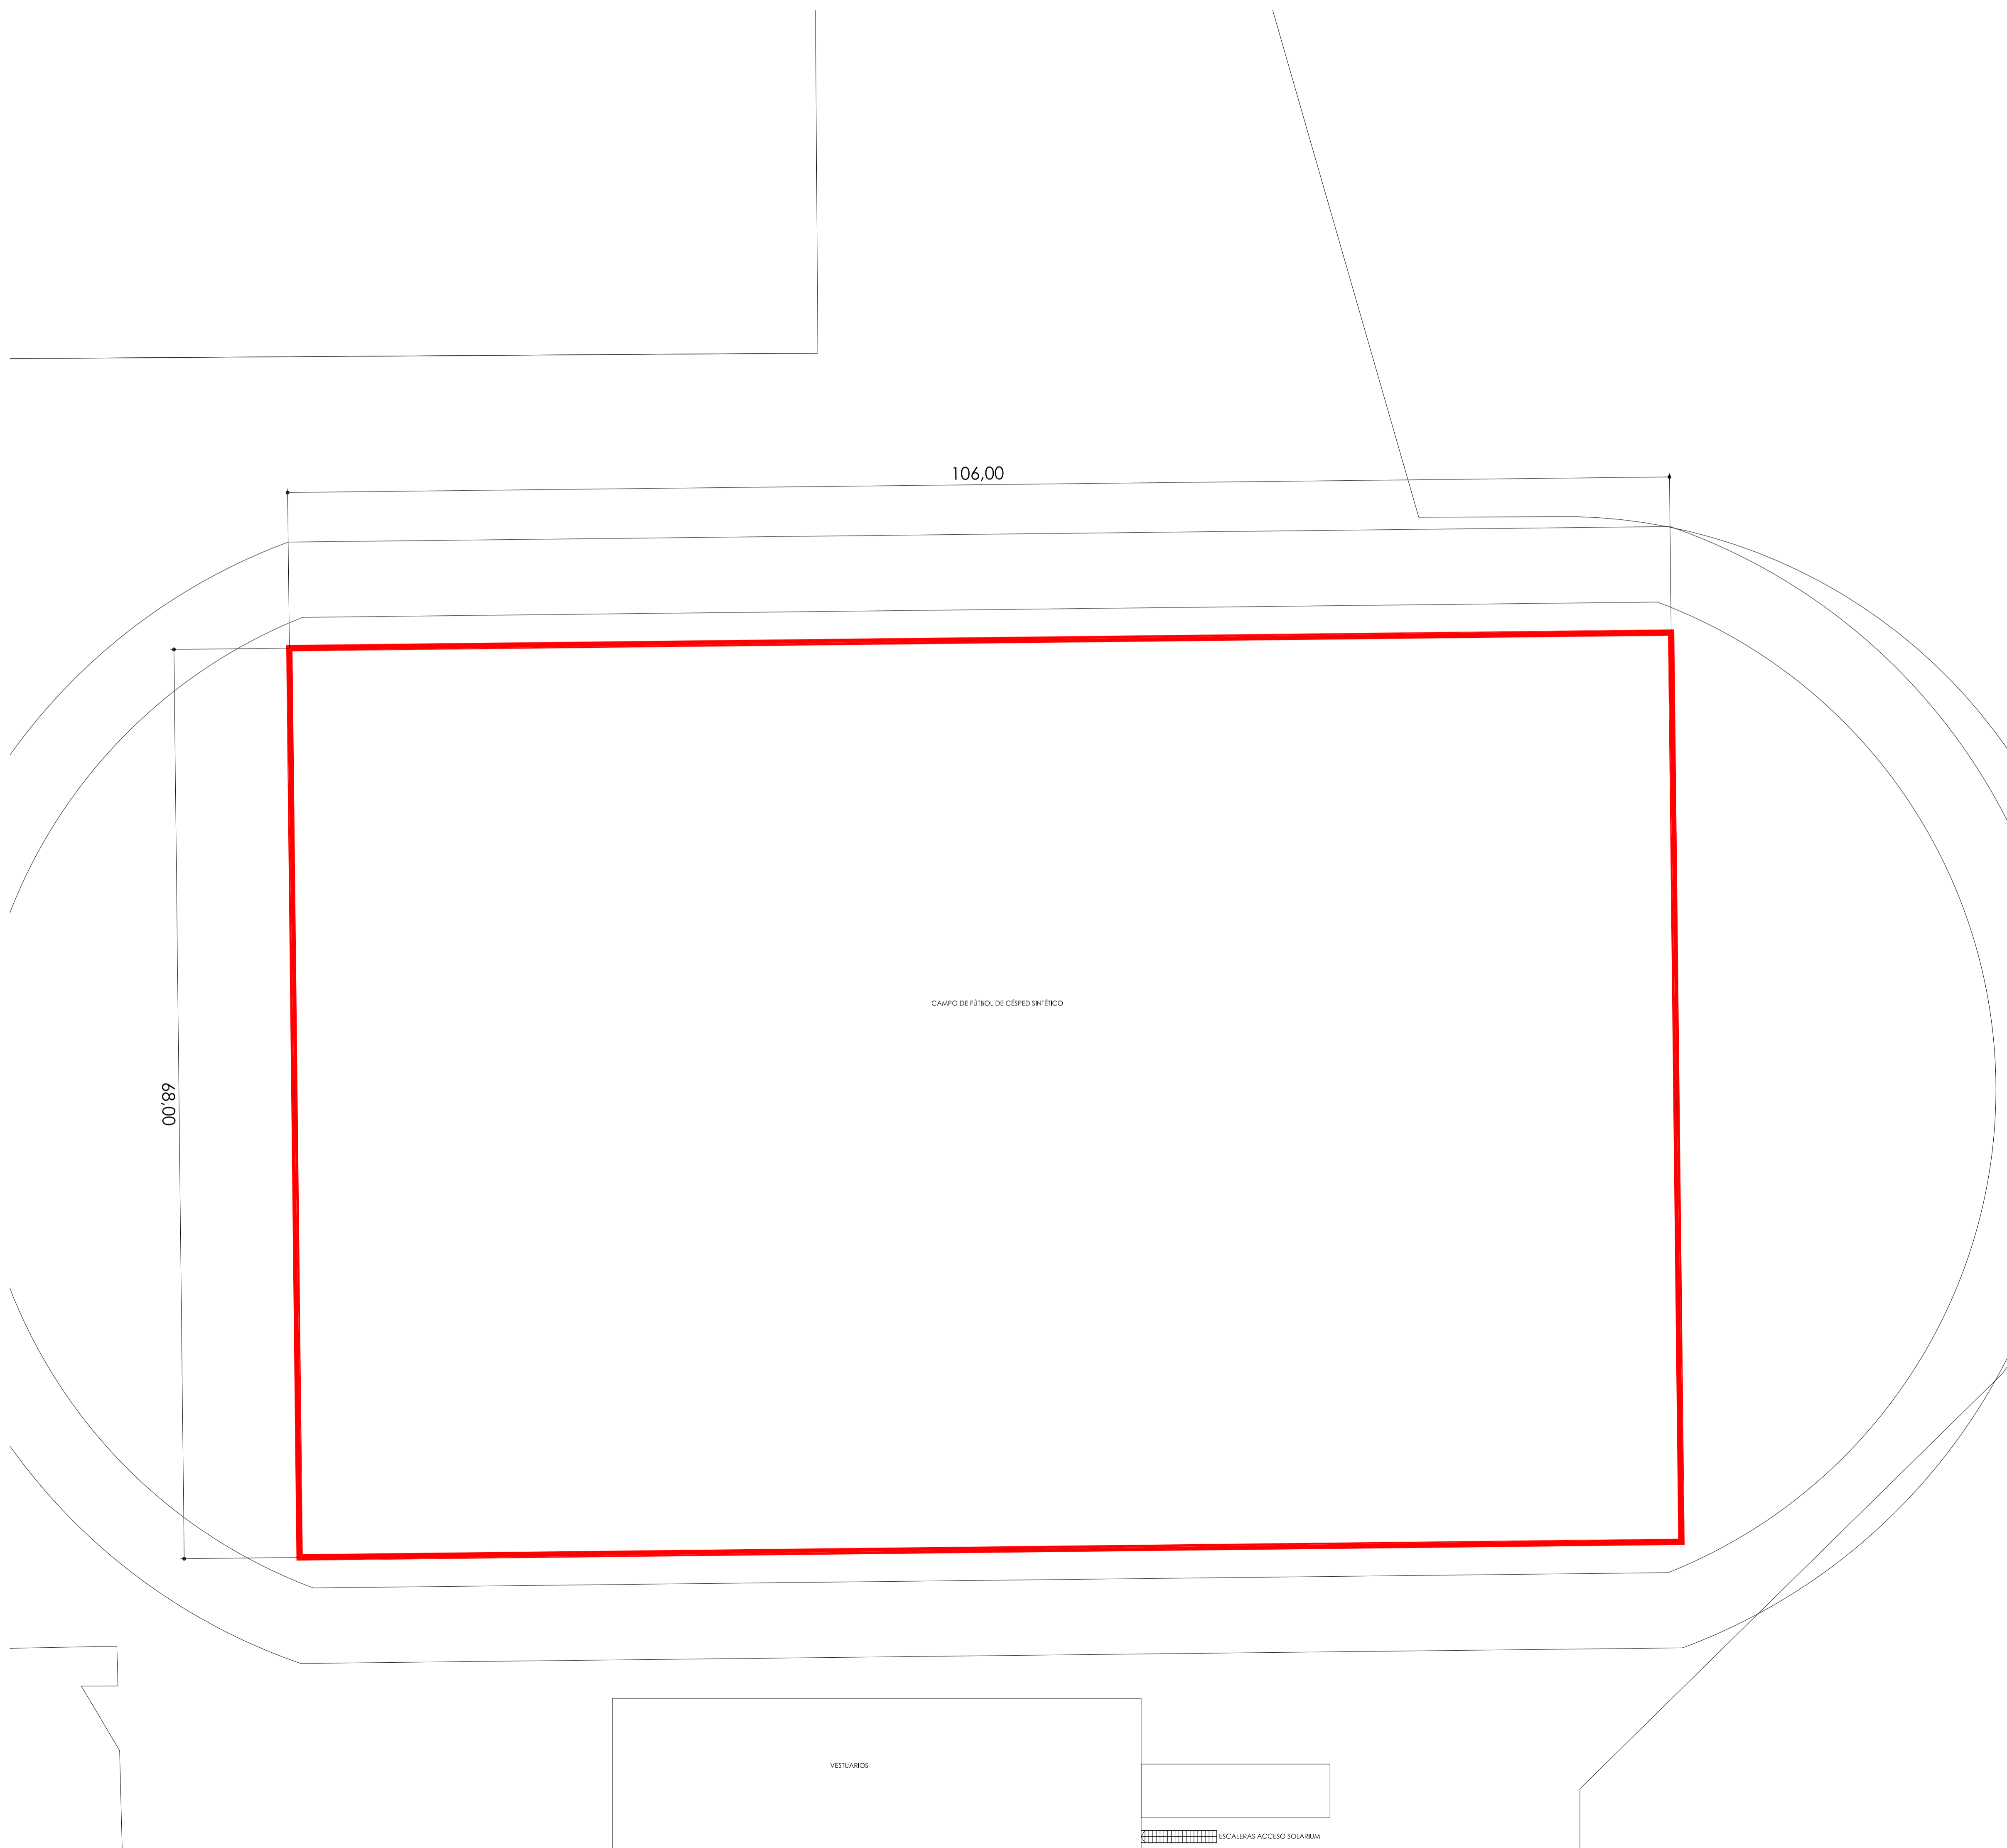 106,00
68,00
CAMPO DE FÚTBOL DE CÉSPED SINTÉTICO
VESTUARIOS
ESCALERAS ACCESO SOLARIUM